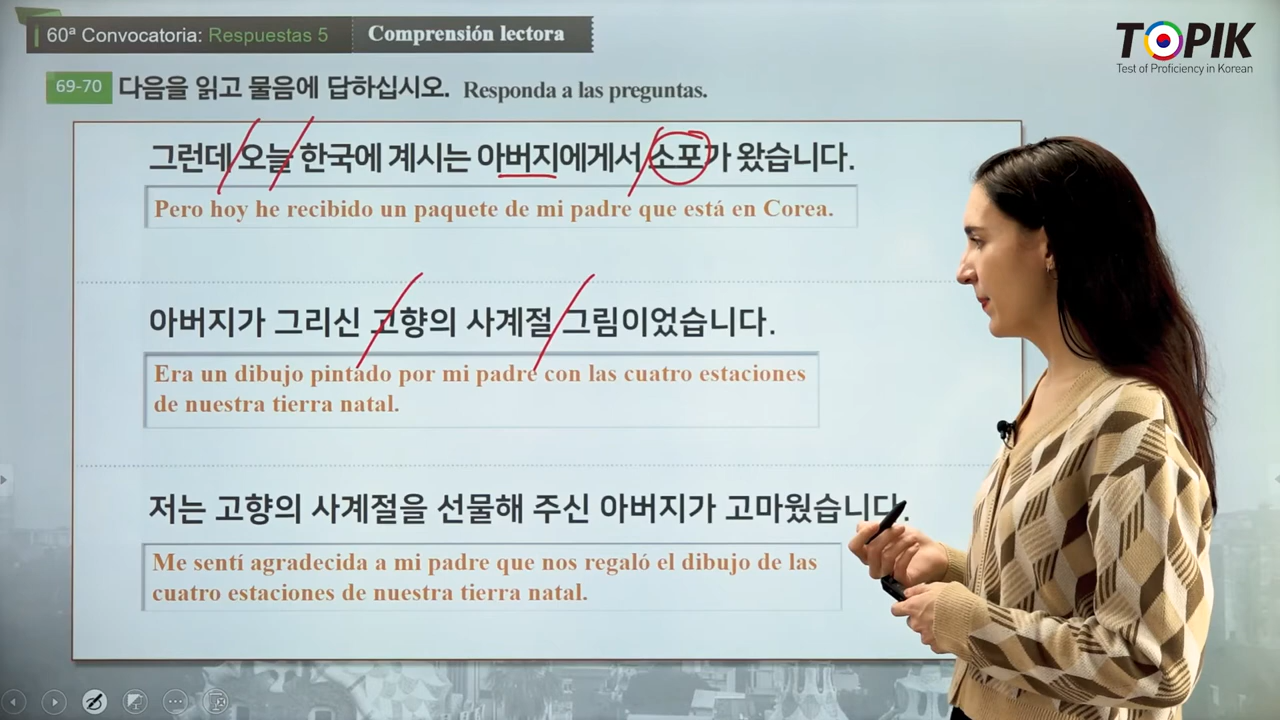 60ª Convocatoria: Respuestas 5
Comprensión lectora
TOPIK
Test of Proficiency in Korean
69-70 다음을 읽고 물음에 답하십시오. Responda a las preguntas.
그런데 오늘 한국에 계시는 아버지에게서 소포가 왔습니다.
Pero hoy he recibido un paquete de mi padre que está en Corea.
아버지가 그리신 고향의 사계절 그림이었습니다.
Era un dibujo pintado por mi padre con las cuatro estaciones
de nuestra tierra natal.
저는 고향의 사계절을 선물해 주신 아버지가 고마웠습니다.
Me sentí agradecida a mi padre que nos regaló el dibujo de las
cuatro estaciones de nuestra tierra natal.